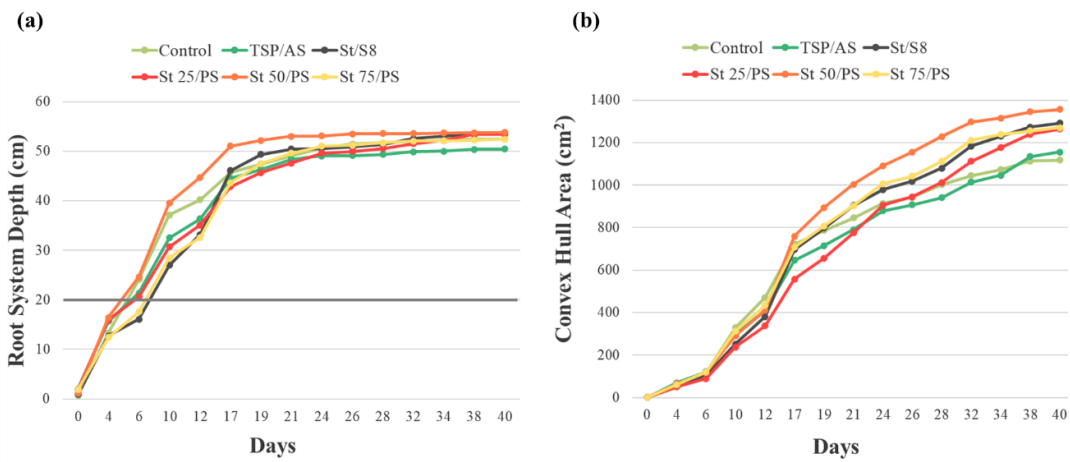 (a)
Control TSP/AS St/S8
St 25/PS St 50/PS St 75/PS
Root System Depth (cm)
60
50
40
30
20
10
0
0 4 6 10 12 17 19 21 24 26 28 32 34 38 40
Days
(b)
Control TSP/AS St/S8
St 25/PS St 50/PS St 75/PS
Convex Hull Area (cm²)
1400
1200
1000
800
600
400
200
0
0 4 6 10 12 17 19 21 24 26 28 32 34 38 40
Days